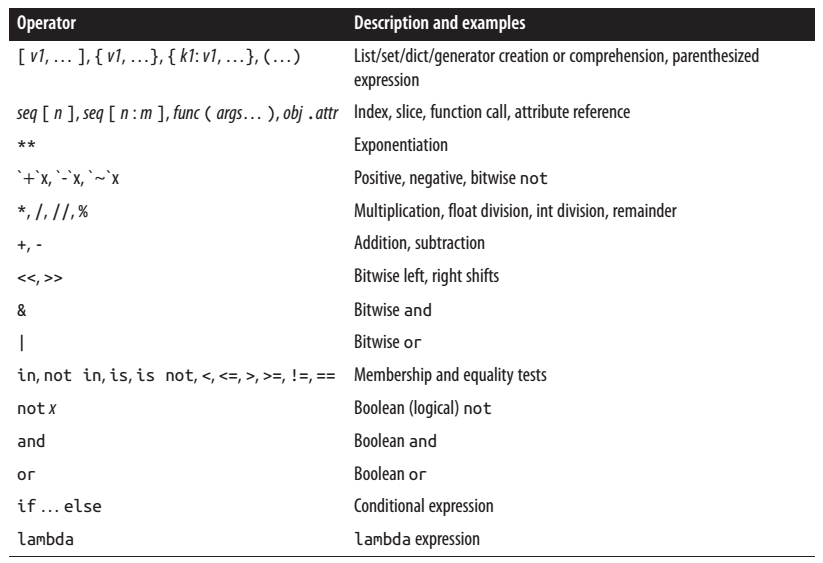 Operator Description and examples
[ v1, … ], { v1, …}, { k1: v1, …}, (…) List/set/dict/generator creation or comprehension, parenthesized
expression
seq [ n ], seq [ n : m ], func ( args… ), obj .attr Index, slice, function call, attribute reference
** Exponentiation
`+`x, `-`x, `~`x Positive, negative, bitwise not
*, /, //, % Multiplication, float division, int division, remainder
+, - Addition, subtraction
<<, >> Bitwise left, right shifts
& Bitwise and
| Bitwise or
in, not in, is, is not, <, <=, >, >=, !=, == Membership and equality tests
not x Boolean (logical) not
and Boolean and
or Boolean or
if … else Conditional expression
lambda lambda expression